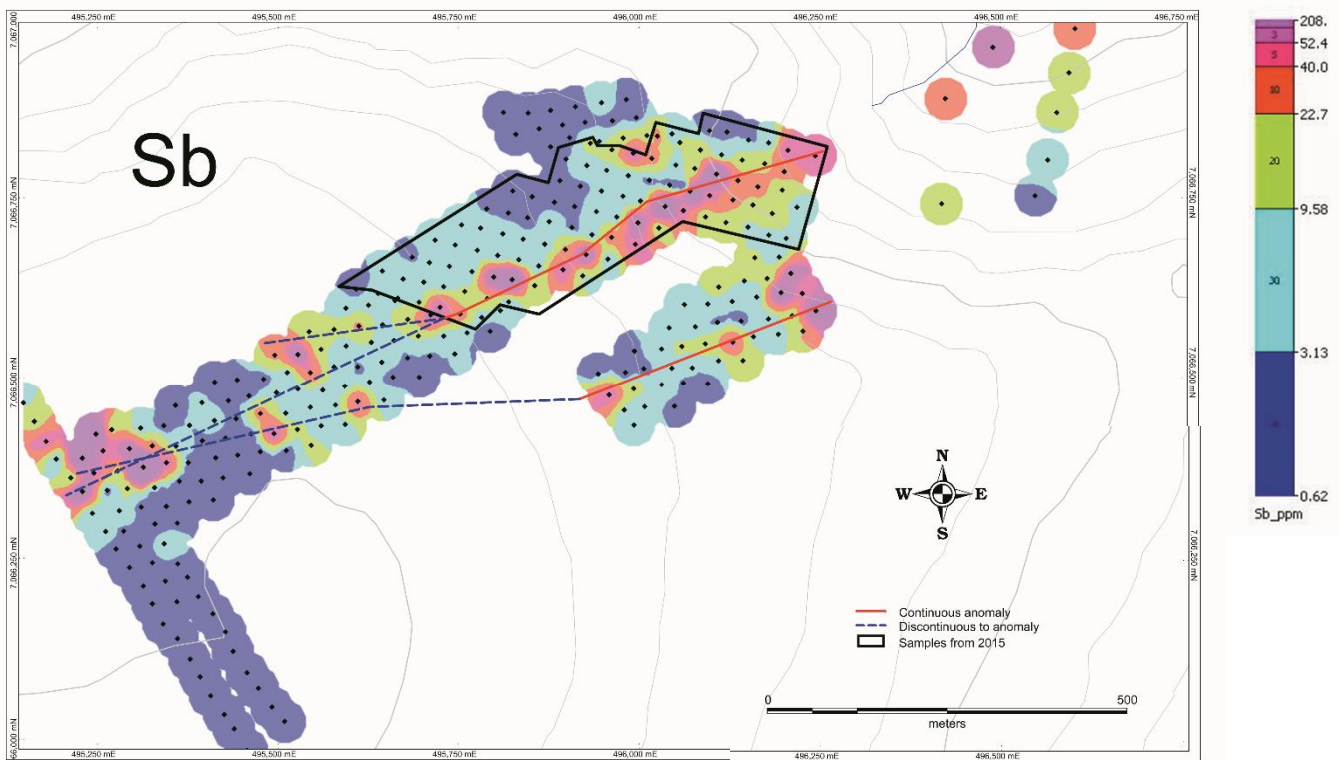 495,250 mE 495,500 mE 495,750 mE 496,000 mE 496,250 mE 496,500 mE 496,750 mE
7,067,000
Sb
7,066,750 mN
7,066,750 mN
7,066,500 mN
7,066,500 mN
7,066,250 mN
7,066,250 mN
66,000 mN
N
W E
S
Continuous anomaly
Discontinuous to anomaly
Samples from 2015
0 500
meters
495,250 mE 495,500 mE 495,750 mE 496,000 mE 496,250 mE 496,500 mE
208.
3
52.4
5
40.0
10
22.7
20
9.58
30
3.13
0.62
Sb_ppm